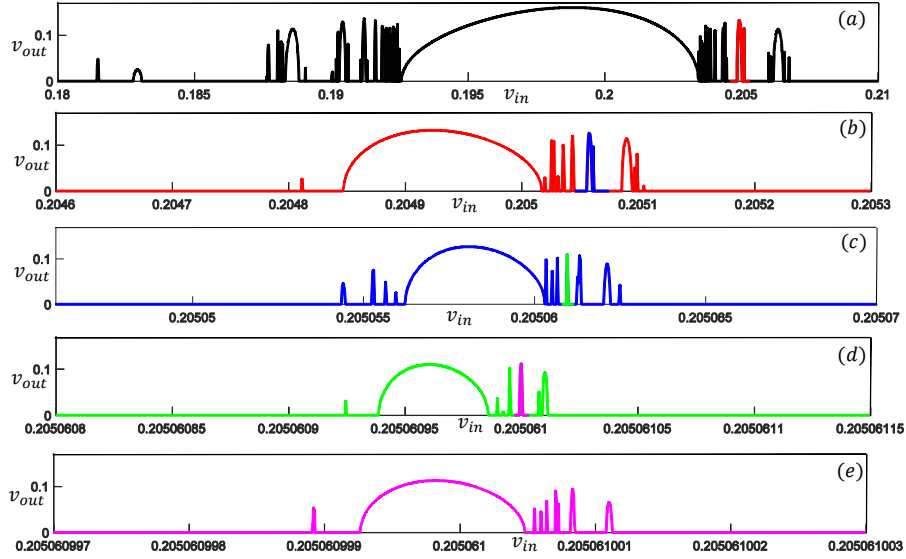 (a)
v_out
0.1
0
0.18 0.185 0.19 0.195 0.2 0.205 0.21
v_in
(b)
v_out
0.1
0
0.2046 0.2047 0.2048 0.2049 0.205 0.2051 0.2052 0.2053
v_in
(c)
v_out
0.1
0
0.20505 0.205055 0.20506 0.205065 0.20507
v_in
(d)
v_out
0.1
0
0.2050608 0.20506085 0.2050609 0.20506095 0.205061 0.20506105 0.2050611 0.20506115
v_in
(e)
v_out
0.1
0
0.205060997 0.205060998 0.205060999 0.205061 0.205061001 0.205061002 0.205061003
v_in